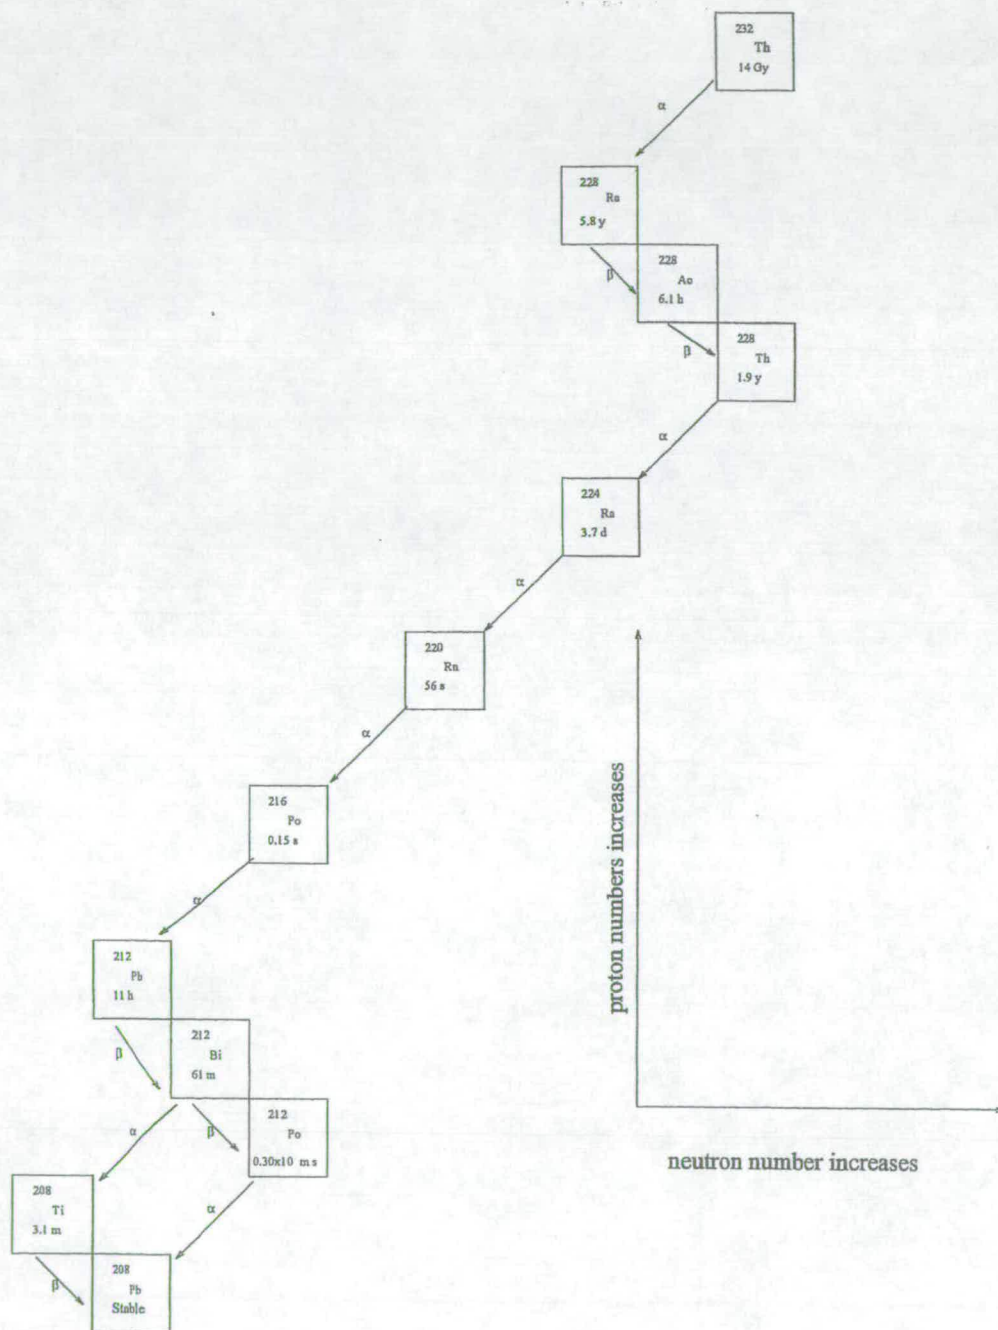 232
Th
14 Gy
α
228
Ra
5.8 y
β
228
Ac
6.1 h
β
228
Th
1.9 y
α
224
Ra
3.7 d
α
220
Rn
56 s
α
216
Po
0.15 s
α
212
Pb
11 h
β
212
Bi
61 m
α
β
212
Po
0.30x10 m s
α
208
Ti
3.1 m
β
208
Pb
Stable
proton numbers increases
neutron number increases